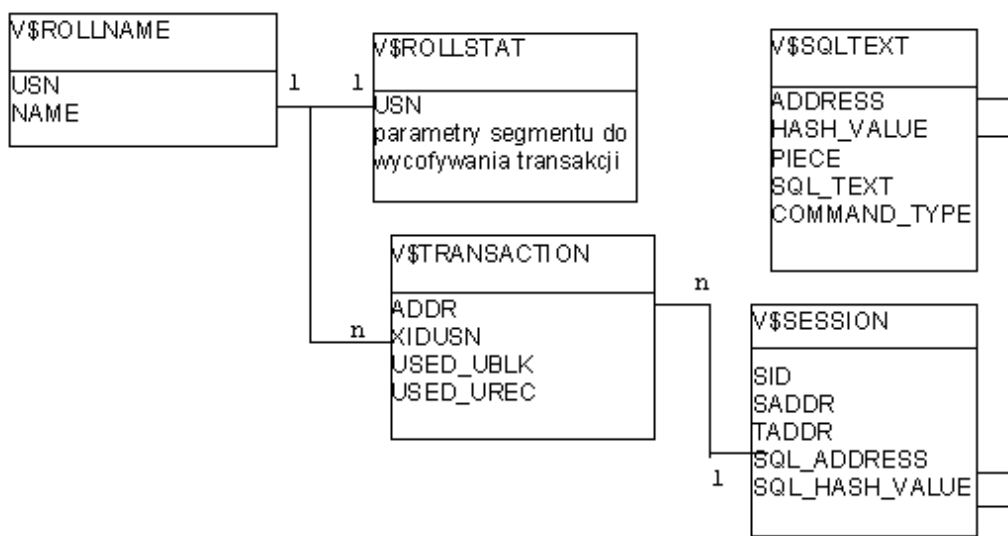 V$ROLLNAME
USN
NAME
1
1
V$ROLLSTAT
USN
parametry segmentu do
wycofywania transakcji
V$SQLTEXT
ADDRESS
HASH_VALUE
PIECE
SQL_TEXT
COMMAND_TYPE
n
V$TRANSACTION
ADDR
XIDUSN
USED_UBLK
USED_UREC
n
1
V$SESSION
SID
SADDR
TADDR
SQL_ADDRESS
SQL_HASH_VALUE